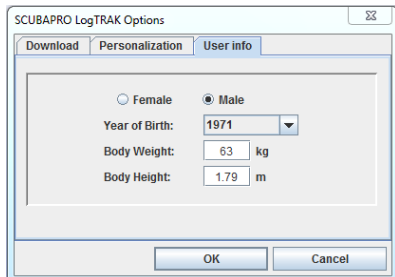 SCUBAPRO LogTRAK Options
Download Personalization User info
Female Male
Year of Birth: 1971
Body Weight: 63 kg
Body Height: 1.79 m
OK Cancel